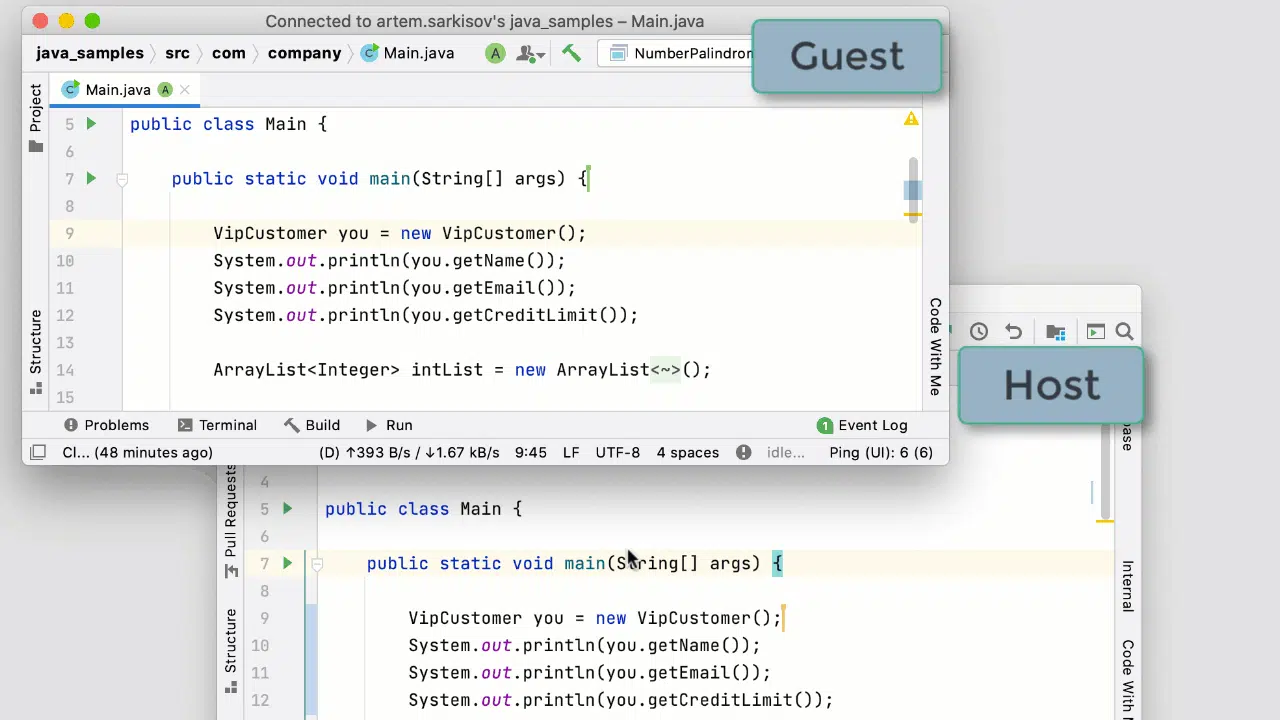 Connected to artem.sarkisov's java_samples – Main.java
java_samples src com company Main.java A NumberPalindrom
Guest
Main.java A
Project
5 public class Main {
6
7 public static void main(String[] args) {
8
9 VipCustomer you = new VipCustomer();
10 System.out.println(you.getName());
11 System.out.println(you.getEmail());
12 System.out.println(you.getCreditLimit());
13
14 ArrayList<Integer> intList = new ArrayList<~>();
15
Structure
Code With Me
Problems Terminal Build Run 1 Event Log
Cl... (48 minutes ago) (D) ↑393 B/s / ↓1.67 kB/s 9:45 LF UTF-8 4 spaces idle... Ping (UI): 6 (6)
Host
4
5 public class Main {
6
7 public static void main(String[] args) {
8
9 VipCustomer you = new VipCustomer();
10 System.out.println(you.getName());
11 System.out.println(you.getEmail());
12 System.out.println(you.getCreditLimit());
Pull Requests
Structure
Internal
Code With